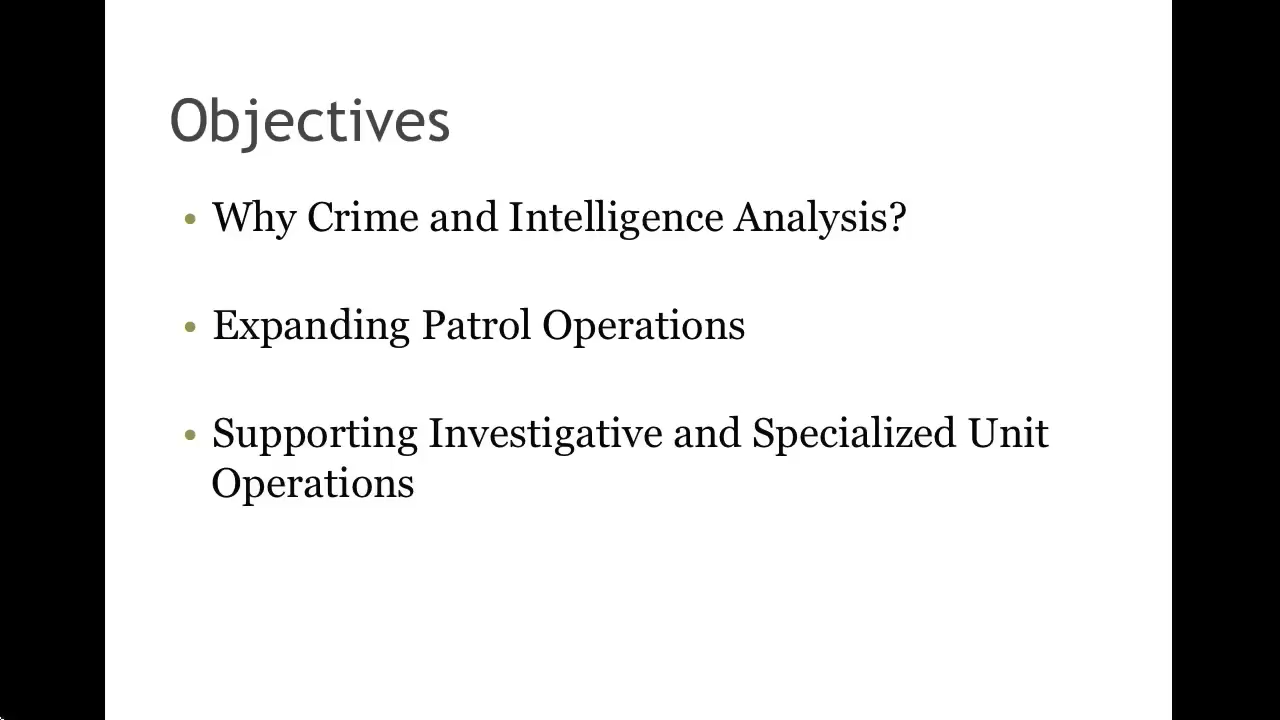 Objectives
• Why Crime and Intelligence Analysis?
• Expanding Patrol Operations
• Supporting Investigative and Specialized Unit
Operations